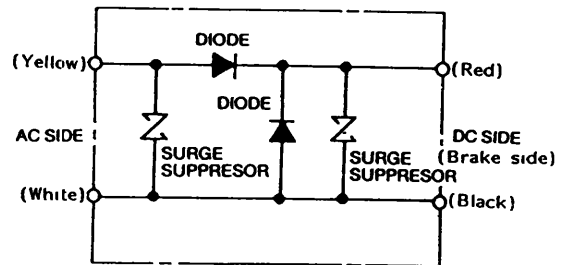 DIODE
(Yellow)
(Red)
DIODE
AC SIDE
DC SIDE
SURGE
SUPPRESOR
SURGE
SUPPRESOR
(Brake side)
(White)
(Black)